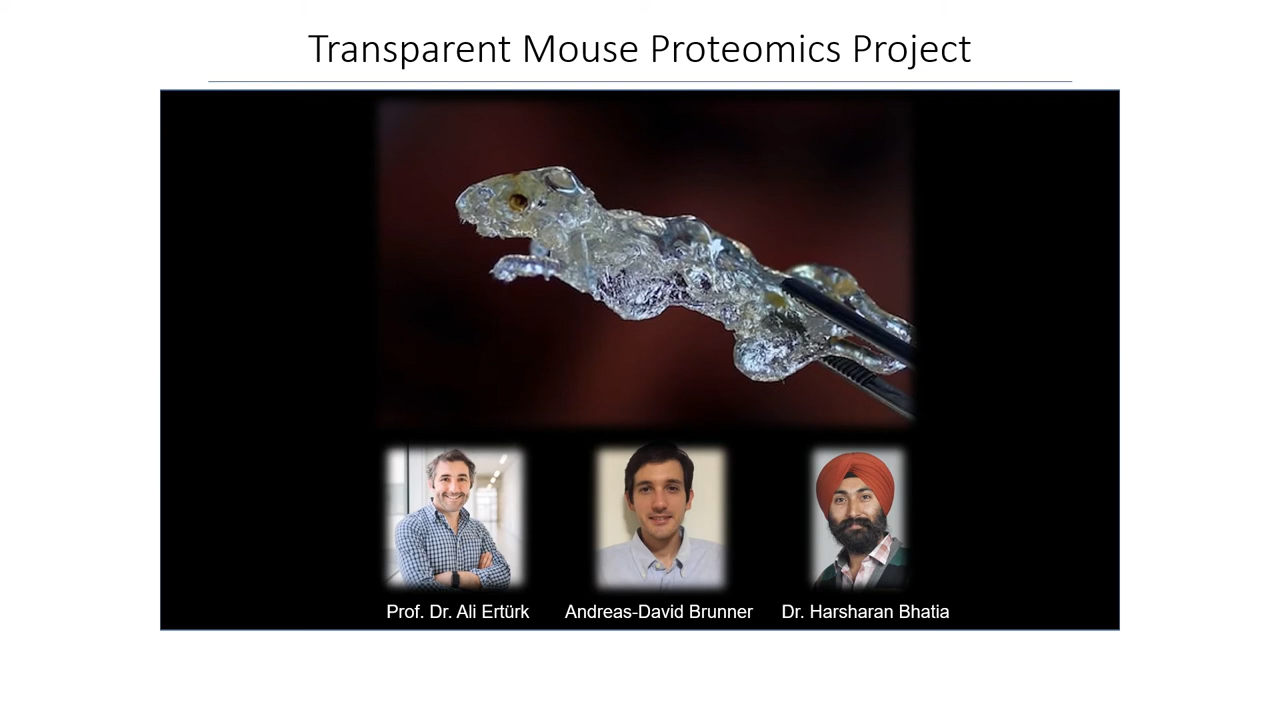 Transparent Mouse Proteomics Project
Prof. Dr. Ali Ertürk
Andreas-David Brunner
Dr. Harsharan Bhatia